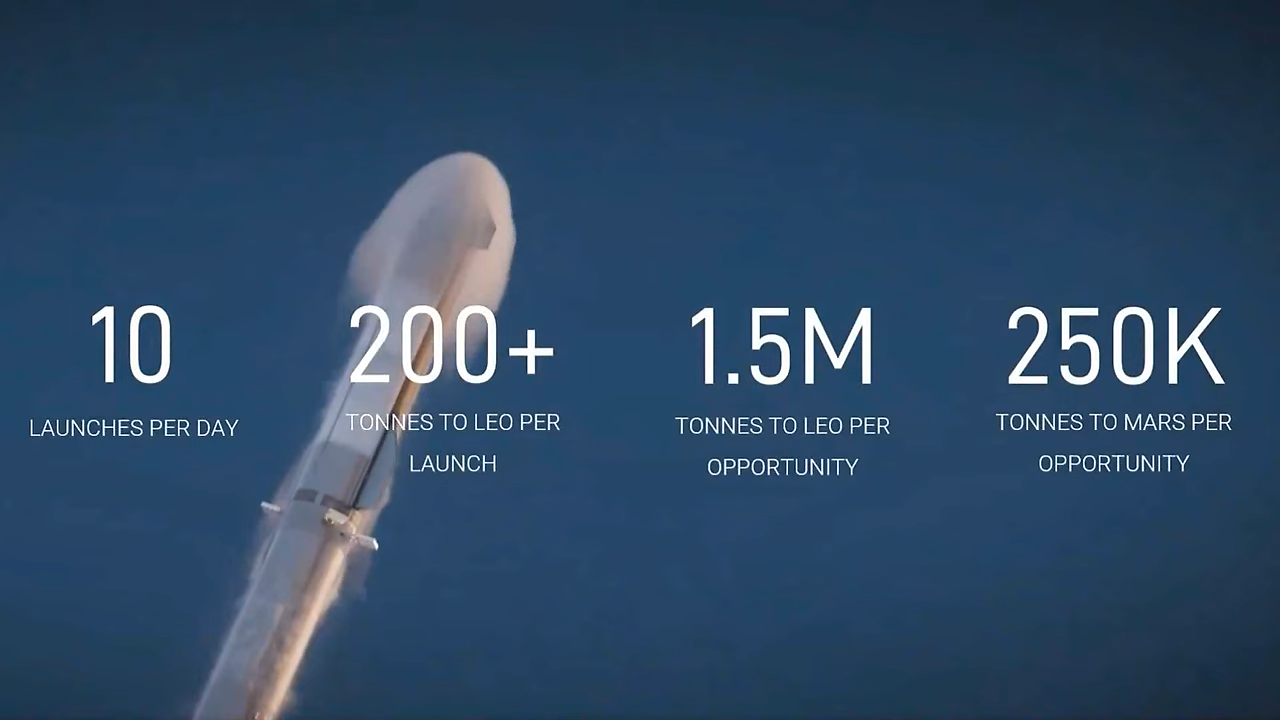 10
LAUNCHES PER DAY
200+
TONNES TO LEO PER
LAUNCH
1.5M
TONNES TO LEO PER
OPPORTUNITY
250K
TONNES TO MARS PER
OPPORTUNITY